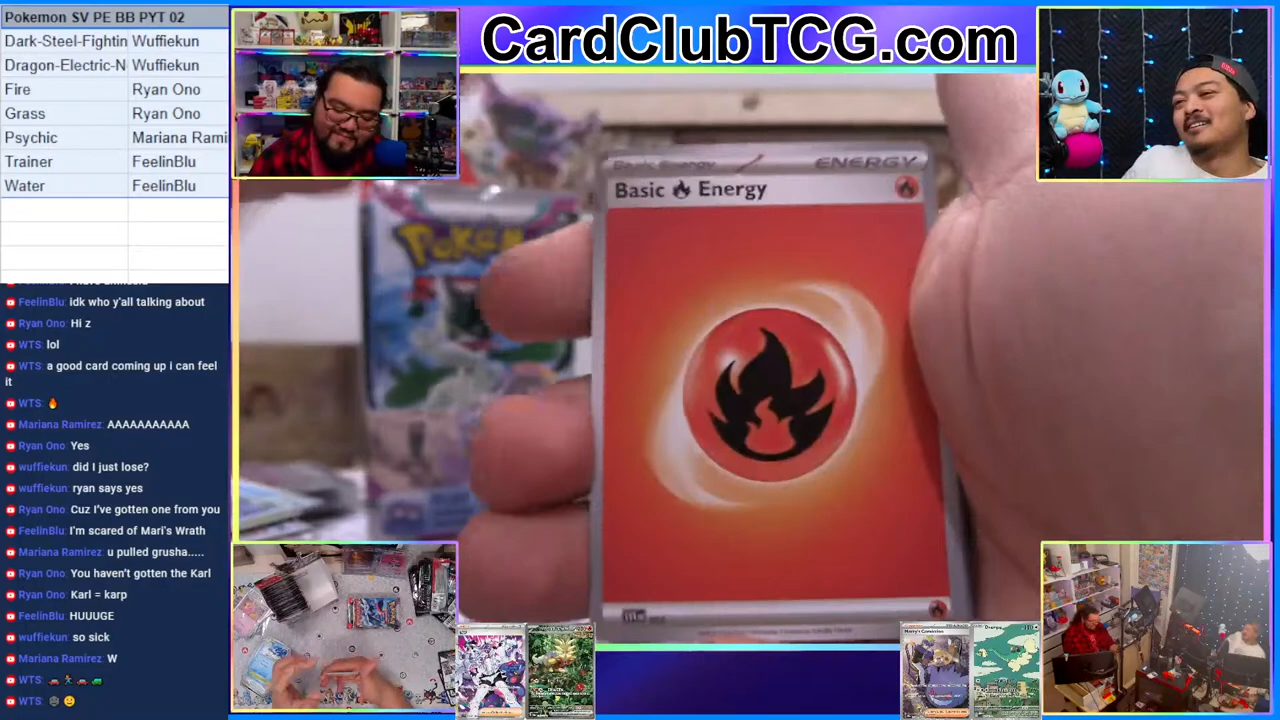 Pokemon SV PE BB PYT 02
Dark-Steel-Fightin Wuffiekun
Dragon-Electric-N Wuffiekun
Fire Ryan Ono
Grass Ryan Ono
Psychic Mariana Rami
Trainer FeelinBlu
Water FeelinBlu
FeelinBlu: idk who y'all talking about
Ryan Ono: Hi z
WTS: lol
WTS: a good card coming up i can feel
it
WTS: 🔥
Mariana Ramirez: AAAAAAAAAAA
Ryan Ono: Yes
wuffiekun: did I just lose?
wuffiekun: ryan says yes
Ryan Ono: Cuz I've gotten one from you
FeelinBlu: I'm scared of Mari's Wrath
Mariana Ramirez: u pulled grusha.....
Ryan Ono: You haven't gotten the Karl
Ryan Ono: Karl = karp
FeelinBlu: HUUUGE
wuffiekun: so sick
Mariana Ramirez: W
WTS:
WTS:
CardClubTCG.com
Basic Energy ENERGY
Basic Energy
Pokem